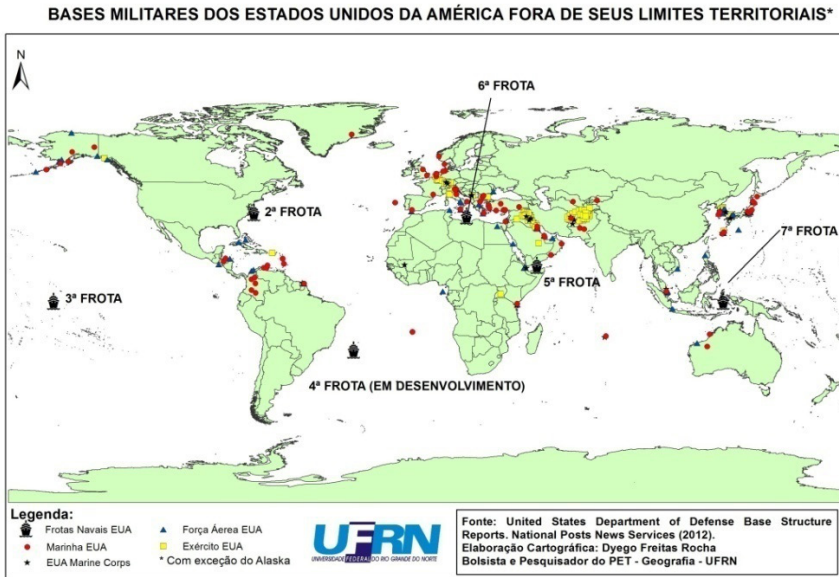 BASES MILITARES DOS ESTADOS UNIDOS DA AMÉRICA FORA DE SEUS LIMITES TERRITORIAIS*
N
6ª FROTA
2ª FROTA
7ª FROTA
5ª FROTA
3ª FROTA
4ª FROTA (EM DESENVOLVIMENTO)
Legenda:
Frotas Navais EUA
Força Áerea EUA
Marinha EUA
Exército EUA
EUA Marine Corps
* Com exceção do Alaska
UFRN
UNIVERSIDADE FEDERAL DO RIO GRANDE DO NORTE
Fonte: United States Department of Defense Base Structure
Reports. National Posts News Services (2012).
Elaboração Cartográfica: Dyego Freitas Rocha
Bolsista e Pesquisador do PET - Geografia - UFRN